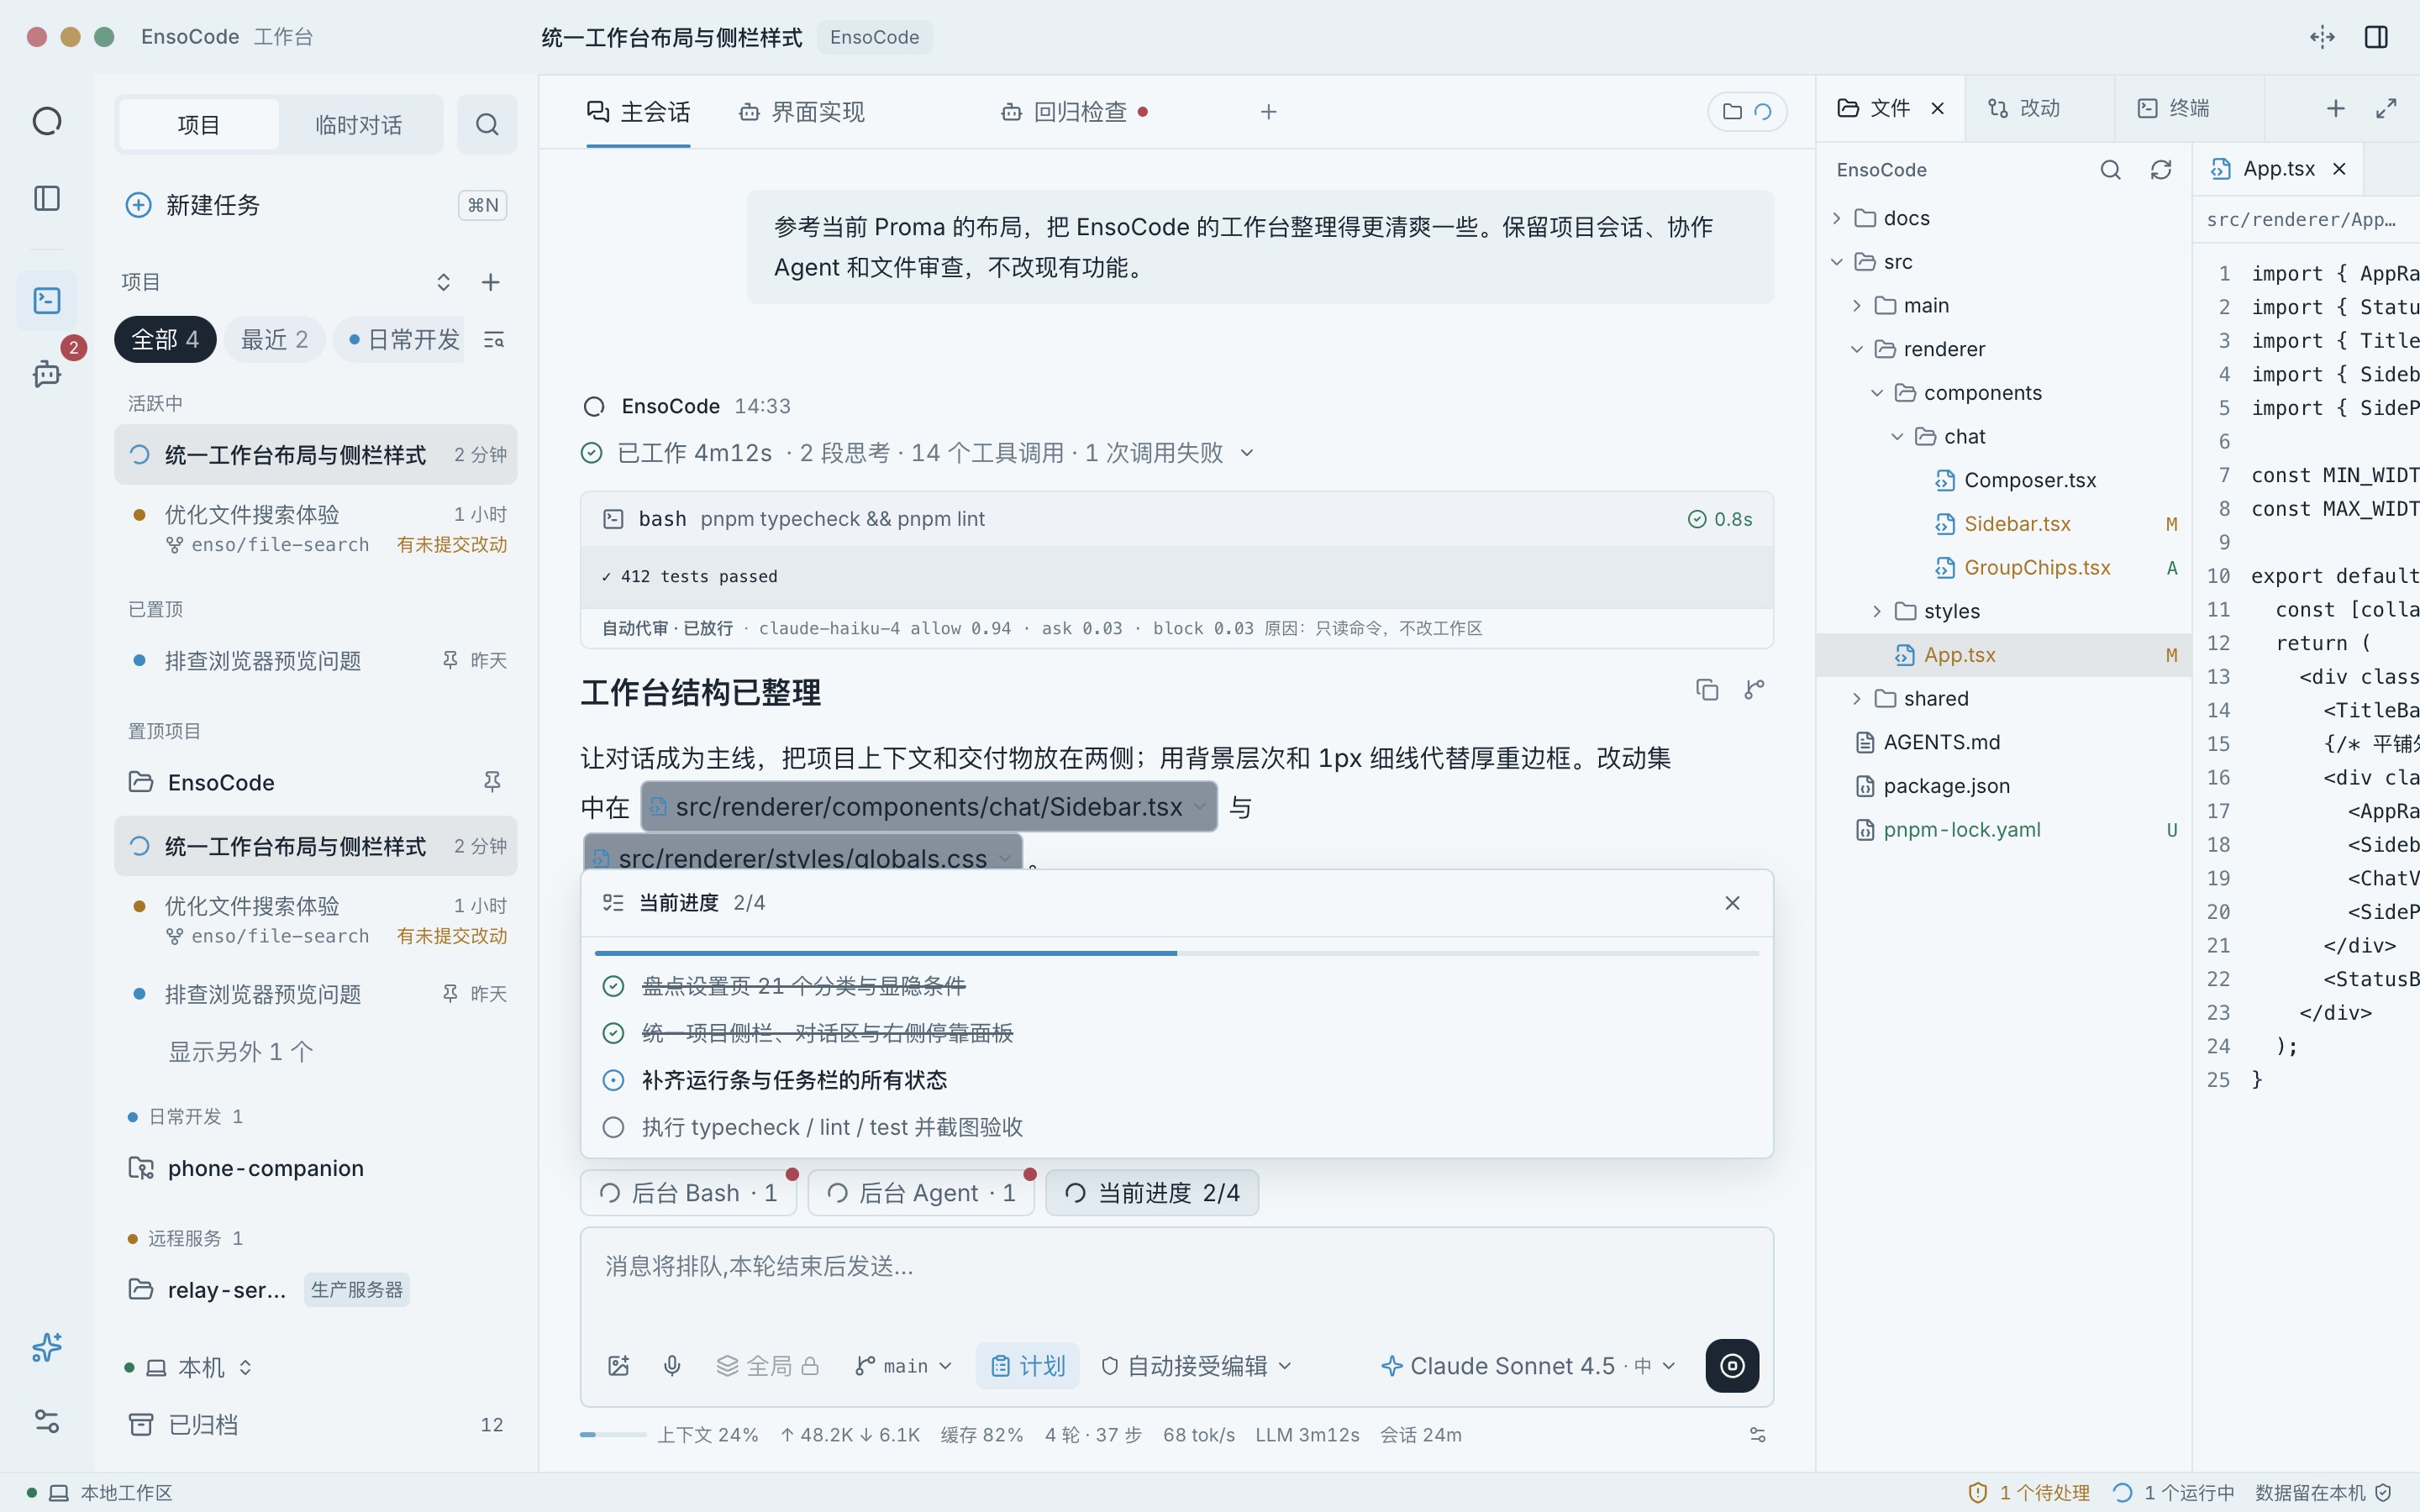 EnsoCode 工作台
统一工作台布局与侧栏样式 EnsoCode
项目 临时对话
新建任务 ⌘N
项目
全部 4 最近 2 日常开发
2
活跃中
统一工作台布局与侧栏样式 2 分钟
优化文件搜索体验 1 小时
enso/file-search 有未提交改动
已置顶
排查浏览器预览问题 昨天
置顶项目
EnsoCode
统一工作台布局与侧栏样式 2 分钟
优化文件搜索体验 1 小时
enso/file-search 有未提交改动
排查浏览器预览问题 昨天
显示另外 1 个
日常开发 1
phone-companion
远程服务 1
relay-ser... 生产服务器
本机
已归档 12
主会话 界面实现 回归检查
参考当前 Proma 的布局，把 EnsoCode 的工作台整理得更清爽一些。保留项目会话、协作
Agent 和文件审查，不改现有功能。
EnsoCode 14:33
已工作 4m12s · 2 段思考 · 14 个工具调用 · 1 次调用失败
bash pnpm typecheck && pnpm lint 0.8s
✓ 412 tests passed
自动代审 · 已放行 · claude-haiku-4 allow 0.94 · ask 0.03 · block 0.03 原因：只读命令，不改工作区
工作台结构已整理
让对话成为主线，把项目上下文和交付物放在两侧；用背景层次和 1px 细线代替厚重边框。改动集
中在 src/renderer/components/chat/Sidebar.tsx 与
src/renderer/styles/globals.css 。
当前进度 2/4
盘点设置页 21 个分类与显隐条件
统一项目侧栏、对话区与右侧停靠面板
补齐运行条与任务栏的所有状态
执行 typecheck / lint / test 并截图验收
后台 Bash · 1 后台 Agent · 1 当前进度 2/4
消息将排队,本轮结束后发送...
全局 main 计划 自动接受编辑 Claude Sonnet 4.5 · 中
上下文 24% ↑ 48.2K ↓ 6.1K 缓存 82% 4 轮 · 37 步 68 tok/s LLM 3m12s 会话 24m
文件 改动 终端
EnsoCode
docs
src
main
renderer
components
chat
Composer.tsx
Sidebar.tsx M
GroupChips.tsx A
styles
App.tsx M
shared
AGENTS.md
package.json
pnpm-lock.yaml U
App.tsx
src/renderer/App…
1 import { AppRa
2 import { Statu
3 import { Title
4 import { Sideb
5 import { SideP
6
7 const MIN_WIDT
8 const MAX_WIDT
9
10 export default
11 const [colla
12 return (
13 <div class
14 <TitleBa
15 {/* 平铺
16 <div cla
17 <AppRa
18 <Sideb
19 <ChatV
20 <SideP
21 </div>
22 <StatusB
23 </div>
24 );
25 }
本地工作区
1 个待处理 1 个运行中 数据留在本机